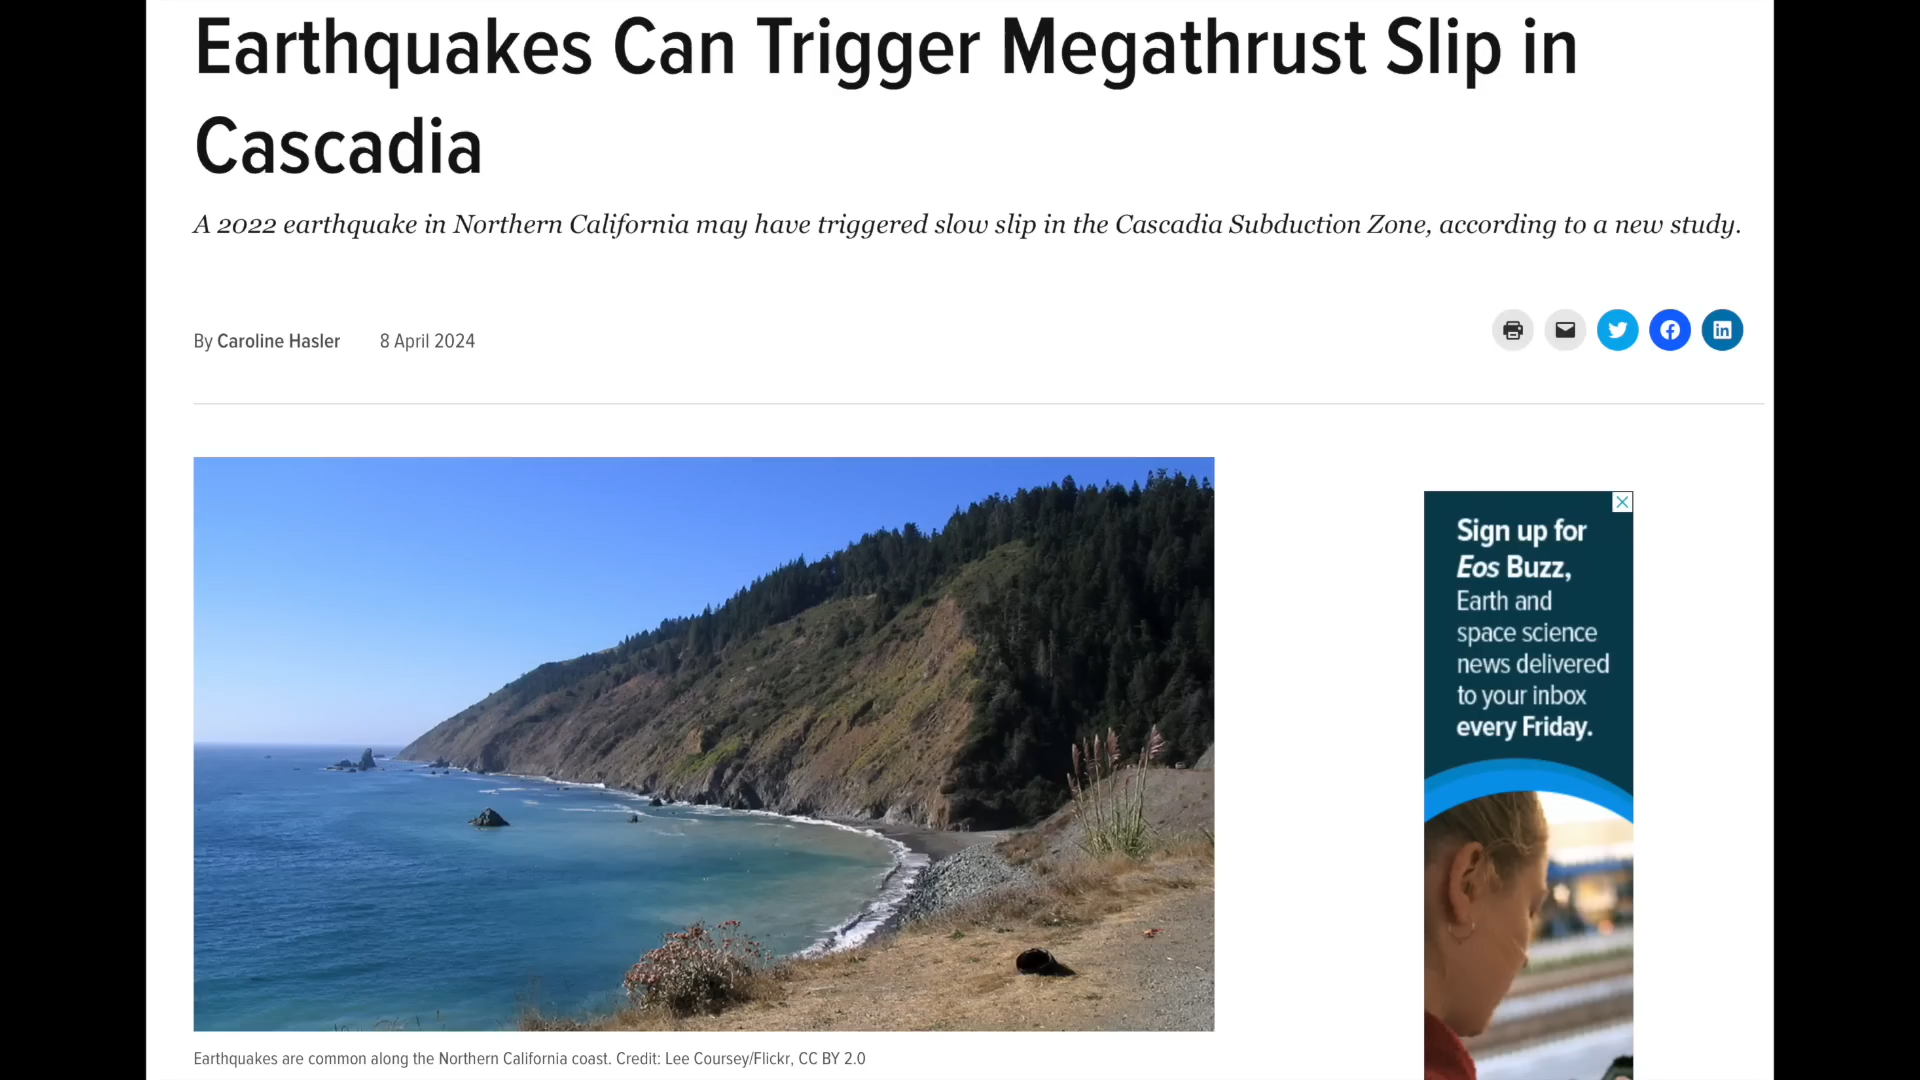 Earthquakes Can Trigger Megathrust Slip in
Cascadia
A 2022 earthquake in Northern California may have triggered slow slip in the Cascadia Subduction Zone, according to a new study.
By Caroline Hasler 8 April 2024
in
Sign up for
Eos Buzz,
Earth and
space science
news delivered
to your inbox
every Friday.
Earthquakes are common along the Northern California coast. Credit: Lee Coursey/Flickr, CC BY 2.0